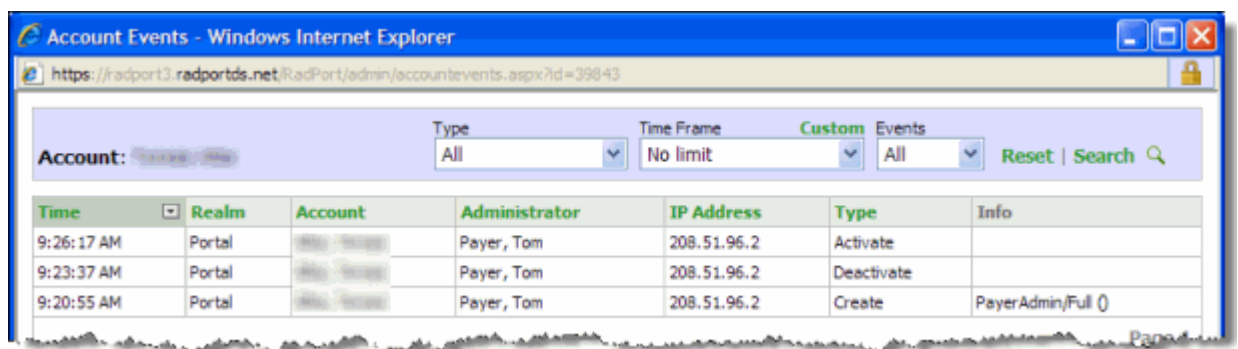 Account Events - Windows Internet Explorer
https://radport3.radportds.net/RadPort/admin/accountevents.aspx?id=39843
Type Time Frame Custom Events
Account: All No limit All Reset | Search
Time Realm Account Administrator IP Address Type Info
9:26:17 AM Portal Payer, Tom 208.51.96.2 Activate
9:23:37 AM Portal Payer, Tom 208.51.96.2 Deactivate
9:20:55 AM Portal Payer, Tom 208.51.96.2 Create PayerAdmin/Full ()